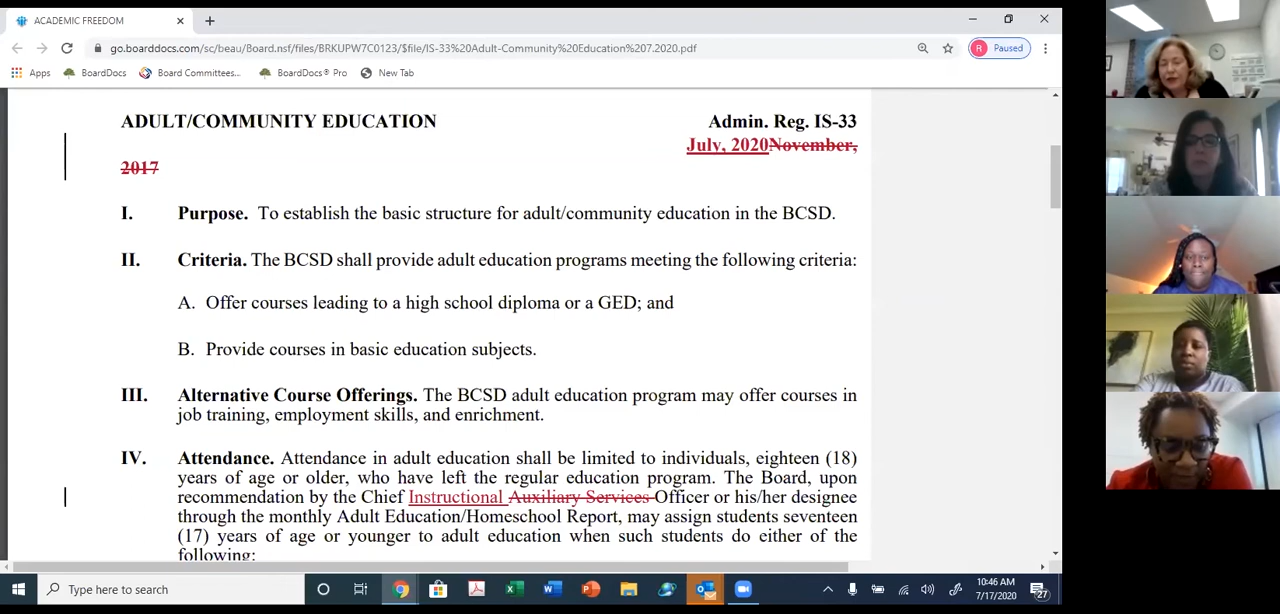 ACADEMIC FREEDOM
go.boarddocs.com/sc/beau/Board.nsf/files/BRKUPW7C0123/$file/IS-33%20Adult-Community%20Education%207.2020.pdf
R Paused
Apps BoardDocs Board Committees... BoardDocs® Pro New Tab
ADULT/COMMUNITY EDUCATION Admin. Reg. IS-33
July, 2020November,
2017
I. Purpose. To establish the basic structure for adult/community education in the BCSD.
II. Criteria. The BCSD shall provide adult education programs meeting the following criteria:
A. Offer courses leading to a high school diploma or a GED; and
B. Provide courses in basic education subjects.
III. Alternative Course Offerings. The BCSD adult education program may offer courses in
job training, employment skills, and enrichment.
IV. Attendance. Attendance in adult education shall be limited to individuals, eighteen (18)
years of age or older, who have left the regular education program. The Board, upon
recommendation by the Chief Instructional Auxiliary Services Officer or his/her designee
through the monthly Adult Education/Homeschool Report, may assign students seventeen
(17) years of age or younger to adult education when such students do either of the
following:
Type here to search
10:46 AM
7/17/2020
27